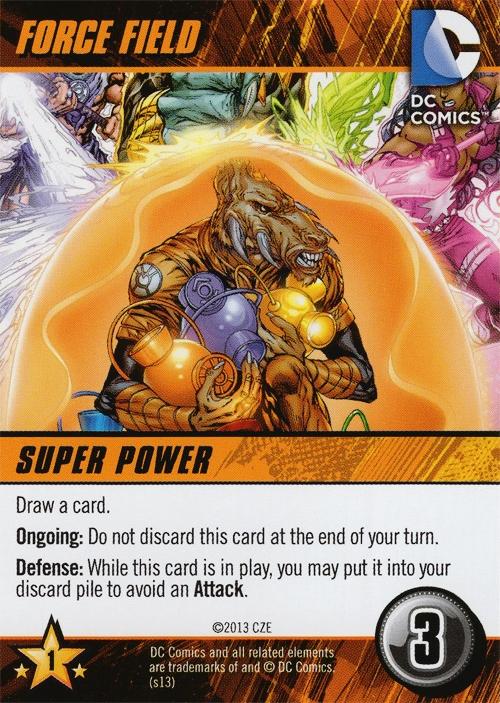 FORCE FIELD
DC
COMICS™
SUPER POWER
Draw a card.
Ongoing: Do not discard this card at the end of your turn.
Defense: While this card is in play, you may put it into your
discard pile to avoid an Attack.
©2013 CZE
1
DC Comics and all related elements
are trademarks of and © DC Comics.
(s13)
3